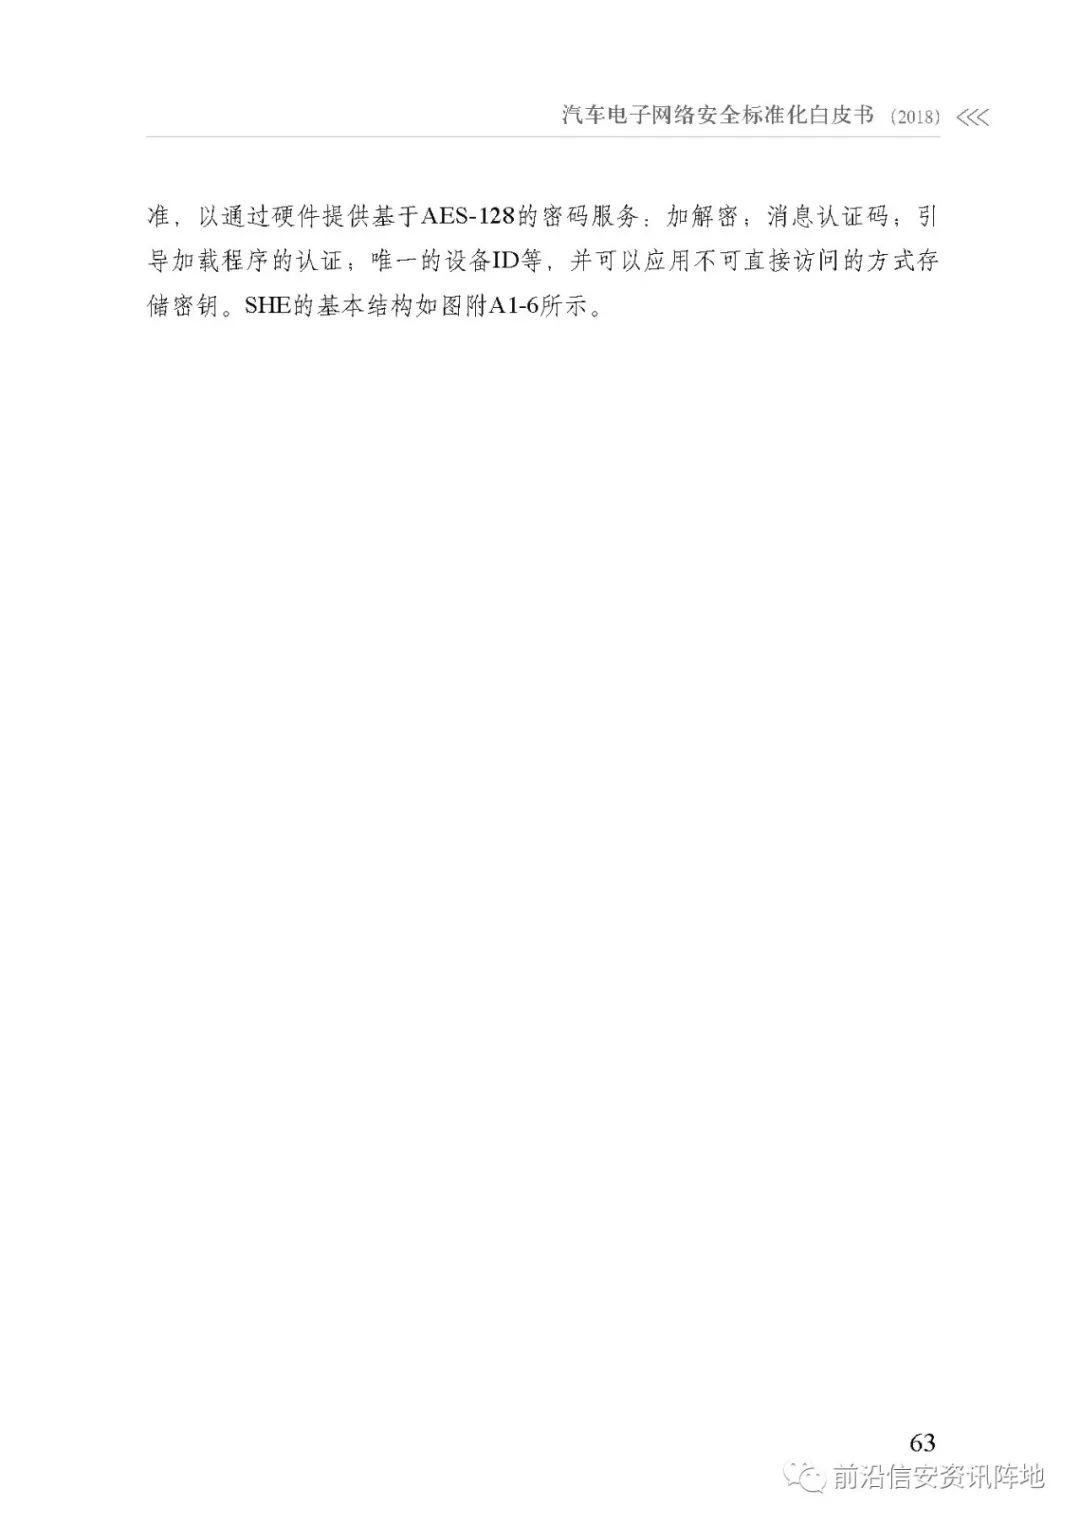 汽车电子网络安全标准化白皮书 (2018)
准，以通过硬件提供基于AES-128的密码服务：加解密；消息认证码；引
导加载程序的认证；唯一的设备ID等，并可以应用不可直接访问的方式存
储密钥。SHE的基本结构如图附A1-6所示。
63
前沿信安资讯阵地